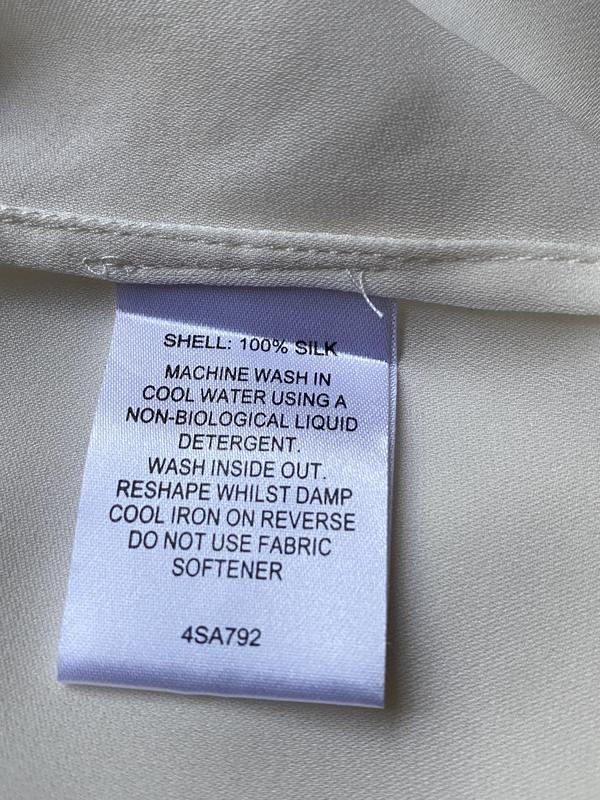 SHELL: 100% SILK
MACHINE WASH IN
COOL WATER USING A
NON-BIOLOGICAL LIQUID
DETERGENT.
WASH INSIDE OUT.
RESHAPE WHILST DAMP
COOL IRON ON REVERSE
DO NOT USE FABRIC
SOFTENER
4SA792